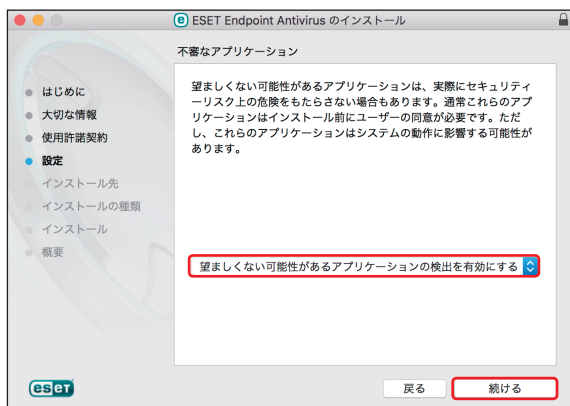 ESET Endpoint Antivirus のインストール
不審なアプリケーション
はじめに
大切な情報
使用許諾契約
設定
インストール先
インストールの種類
インストール
概要
望ましくない可能性があるアプリケーションは、実際にセキュリティ
ーリスク上の危険をもたらさない場合もあります。通常これらのアプ
リケーションはインストール前にユーザーの同意が必要です。ただ
し、これらのアプリケーションはシステムの動作に影響する可能性が
あります。
望ましくない可能性があるアプリケーションの検出を有効にする
eset
戻る
続ける